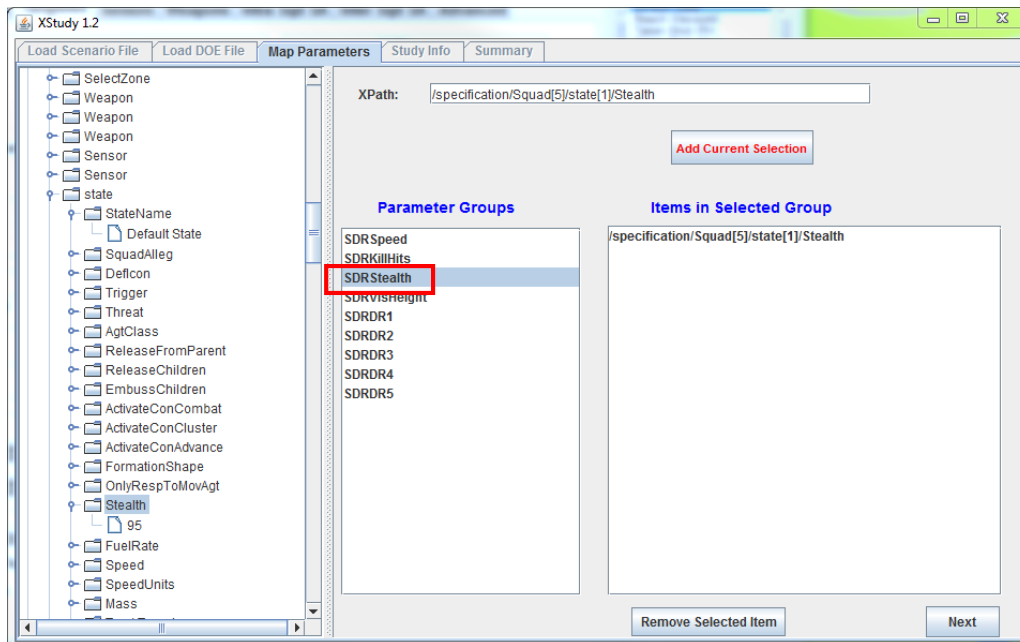 XStudy 1.2
Load Scenario File
Load DOE File
Map Parameters
Study Info
Summary
SelectZone
Weapon
Weapon
Weapon
Sensor
Sensor
state
StateName
Default State
SquadAlleg
DefIcon
Trigger
Threat
AgtClass
ReleaseFromParent
ReleaseChildren
EmbussChildren
ActivateConCombat
ActivateConCluster
ActivateConAdvance
FormationShape
OnlyRespToMovAgt
Stealth
95
FuelRate
Speed
SpeedUnits
Mass
XPath: /specification/Squad[5]/state[1]/Stealth
Add Current Selection
Parameter Groups
SDRSpeed
SDRKillHits
SDRStealth
SDRVisHeight
SDRDR1
SDRDR2
SDRDR3
SDRDR4
SDRDR5
Items in Selected Group
/specification/Squad[5]/state[1]/Stealth
Remove Selected Item
Next